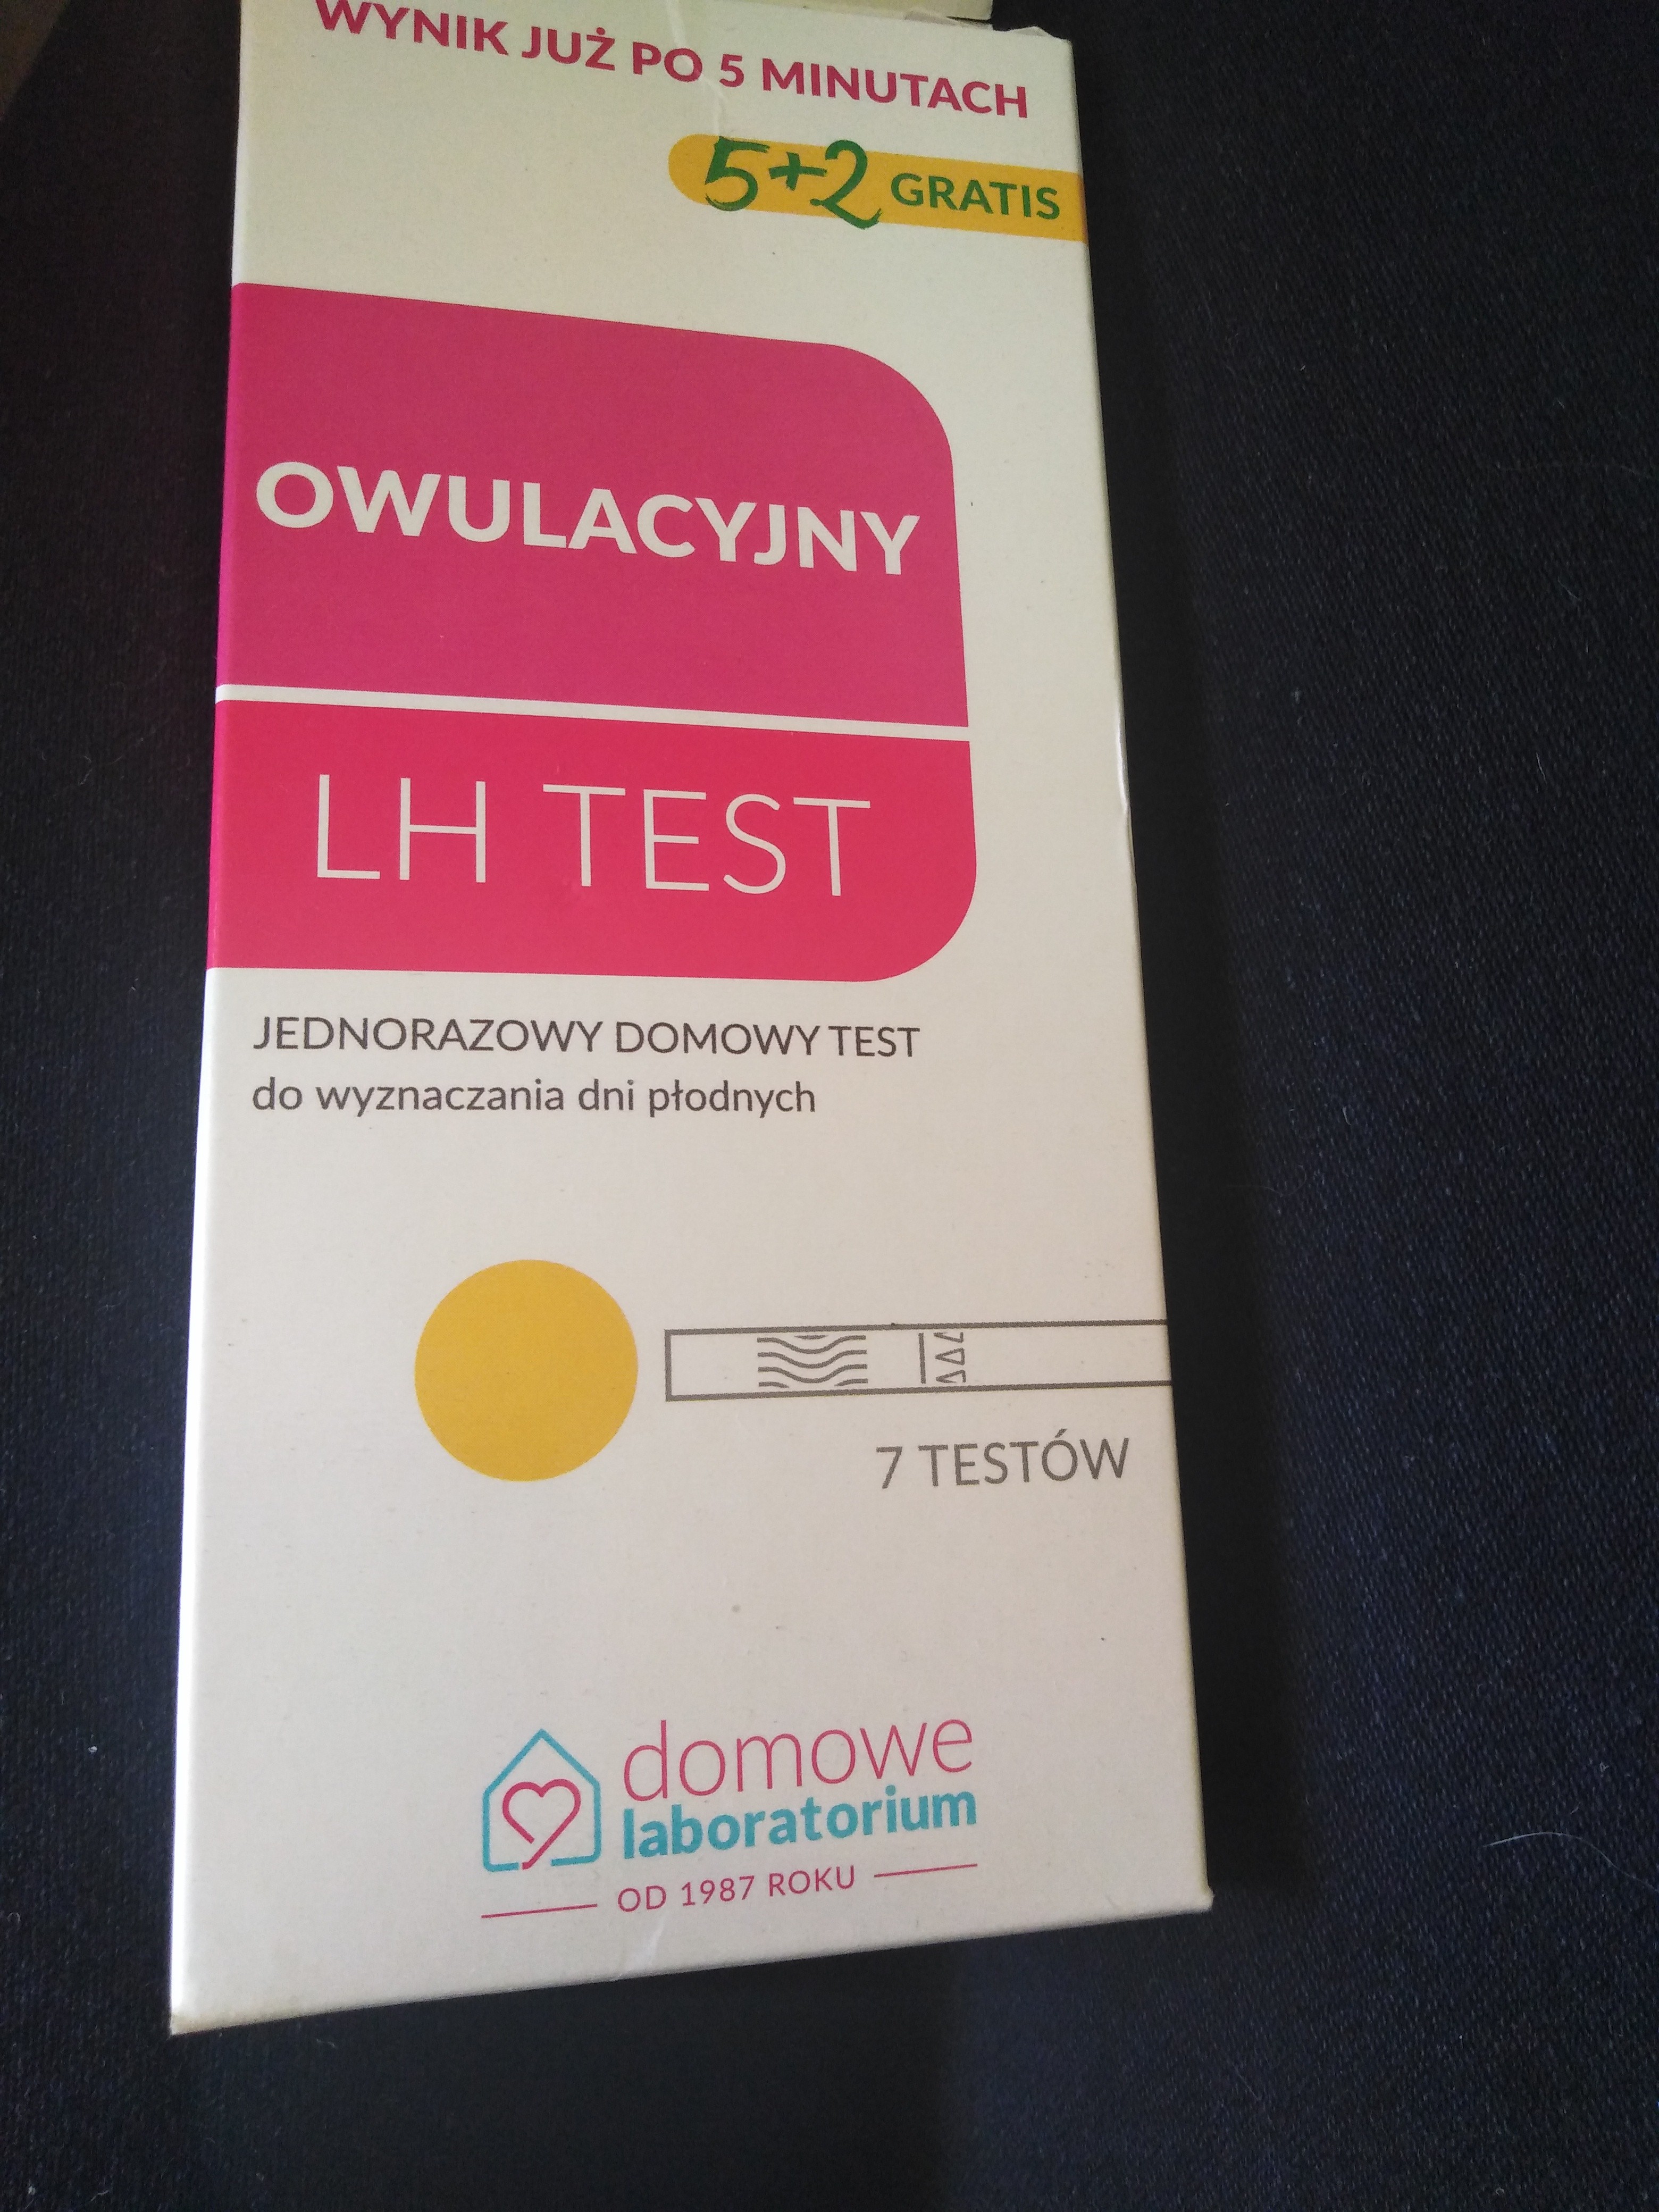 WYNIK JUŻ PO 5 MINUTACH
5+2 GRATIS
OWULACYJNY
LH TEST
JEDNORAZOWY DOMOWY TEST
do wyznaczania dni płodnych
7 TESTÓW
domowe
laboratorium
OD 1987 ROKU